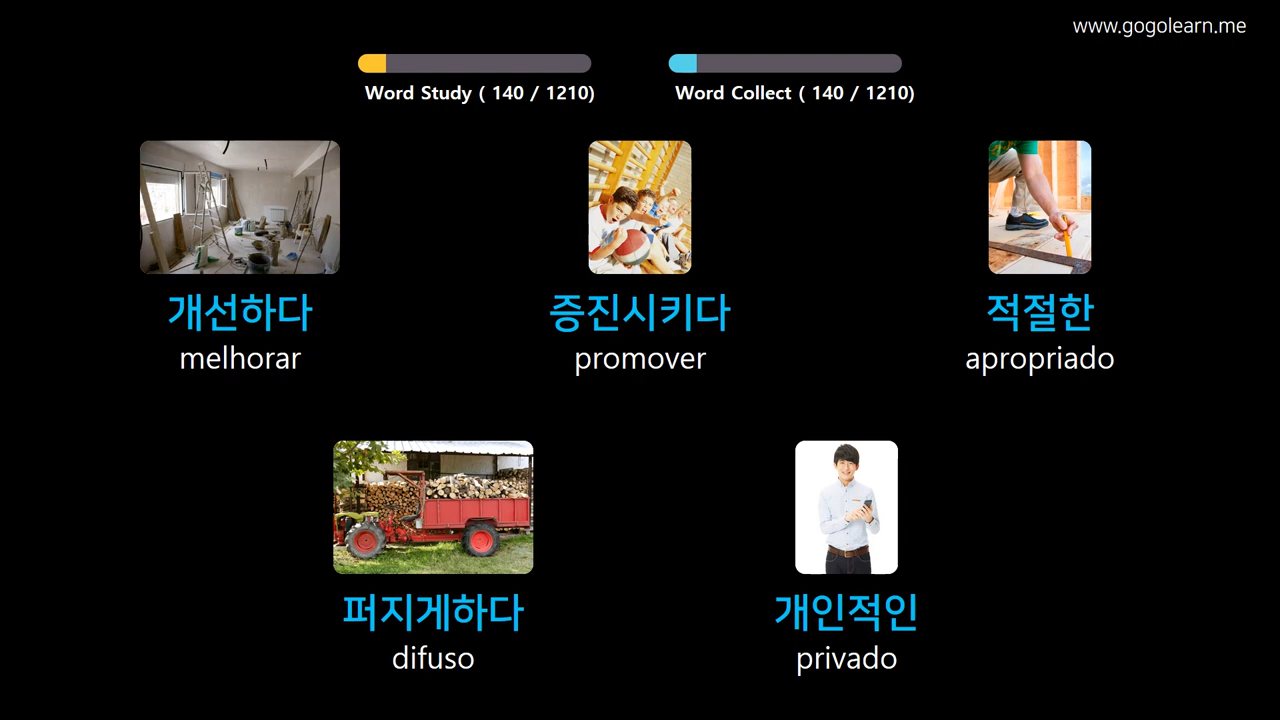 www.gogolearn.me
Word Study ( 140 / 1210)
Word Collect ( 140 / 1210)
개선하다
melhorar
증진시키다
promover
적절한
apropriado
퍼지게하다
difuso
개인적인
privado